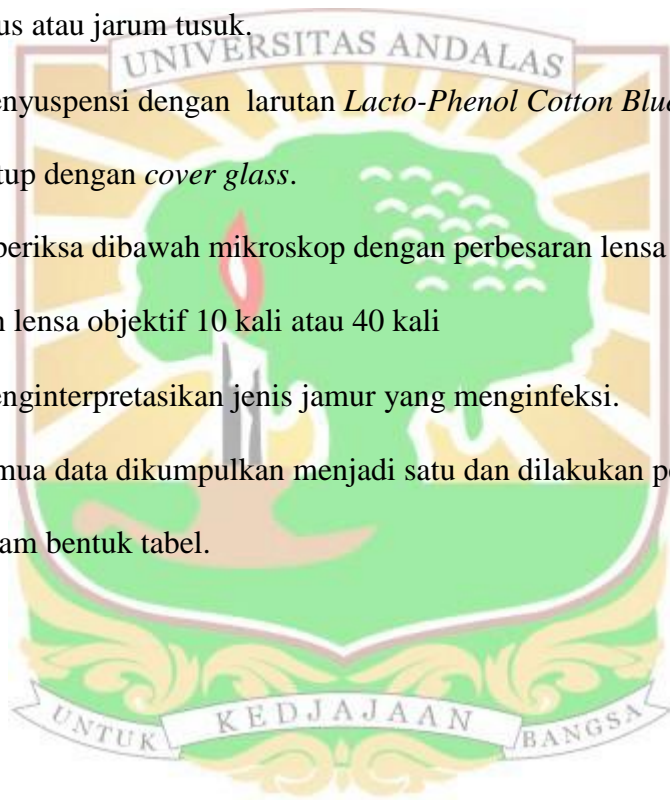 us atau jarum tusuk.
UNIVERSITAS ANDALAS
enyuspensi dengan larutan Lacto-Phenol Cotton Blue
tup dengan cover glass.
periksa dibawah mikroskop dengan perbesaran lensa
n lensa objektif 10 kali atau 40 kali
enginterpretasikan jenis jamur yang menginfeksi.
mua data dikumpulkan menjadi satu dan dilakukan pe
am bentuk tabel.
UNTUK KEDJAJAAN BANGSA